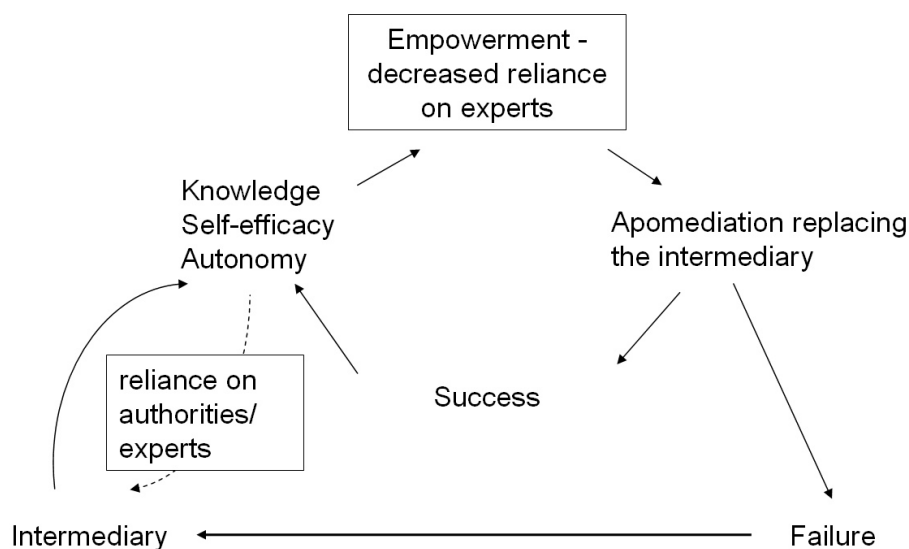 Empowerment -
decreased reliance
on experts
Knowledge
Self-efficacy
Autonomy
Apomediation replacing
the intermediary
reliance on
authorities/
experts
Success
Intermediary
Failure